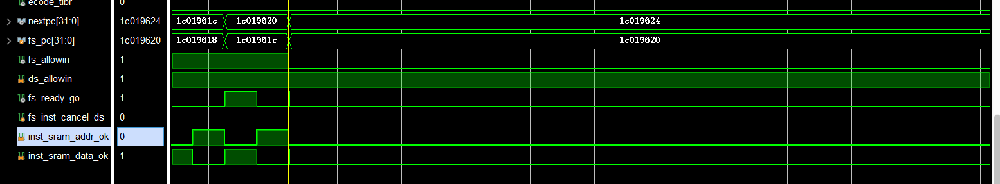 ecode_tlbr 0
nextpc[31:0] 1c019624 1c01961c 1c019620 1c019624
fs_pc[31:0] 1c019620 1c019618 1c01961c 1c019620
fs_allowin 1
ds_allowin 1
fs_ready_go 1
fs_inst_cancel_ds 0
inst_sram_addr_ok 0
inst_sram_data_ok 1